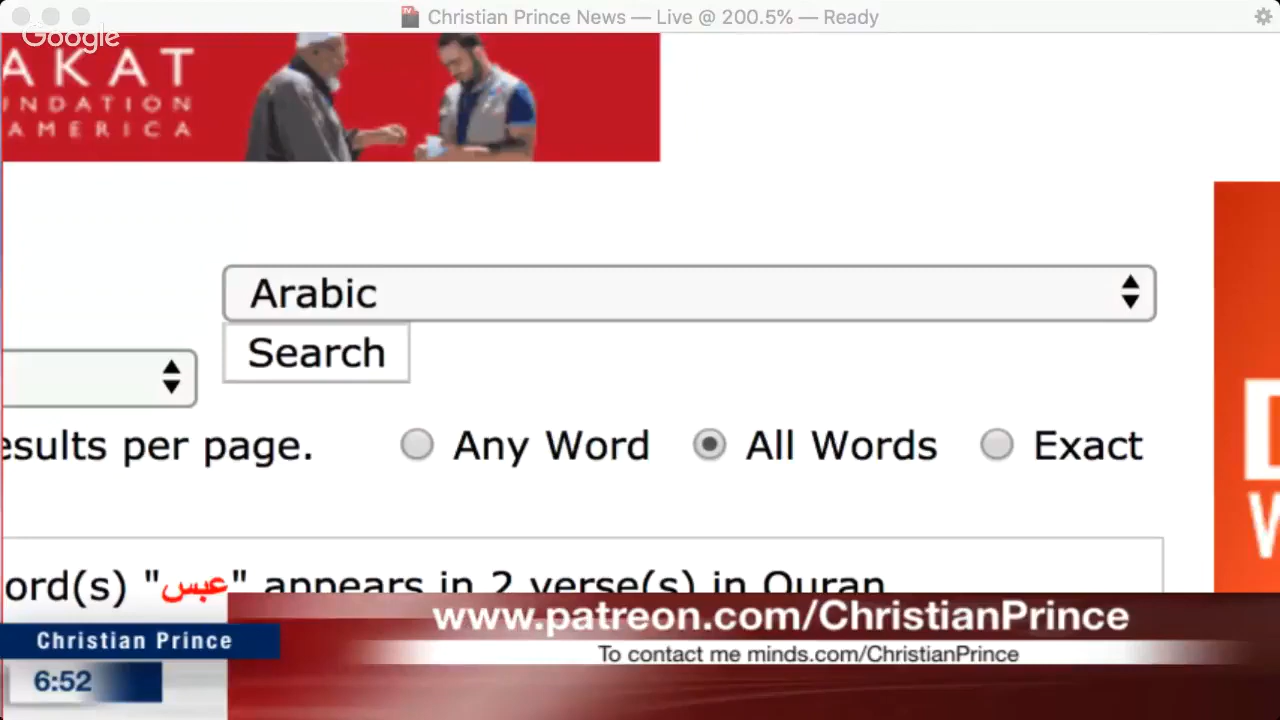 Christian Prince News — Live @ 200.5% — Ready
Google
AKAT
UNDATION
AMERICA
Arabic
Search
esults per page.
Any Word
All Words
Exact
ord(s) "عبس" appears in 2 verse(s) in Quran
www.patreon.com/ChristianPrince
Christian Prince
To contact me minds.com/ChristianPrince
6:52